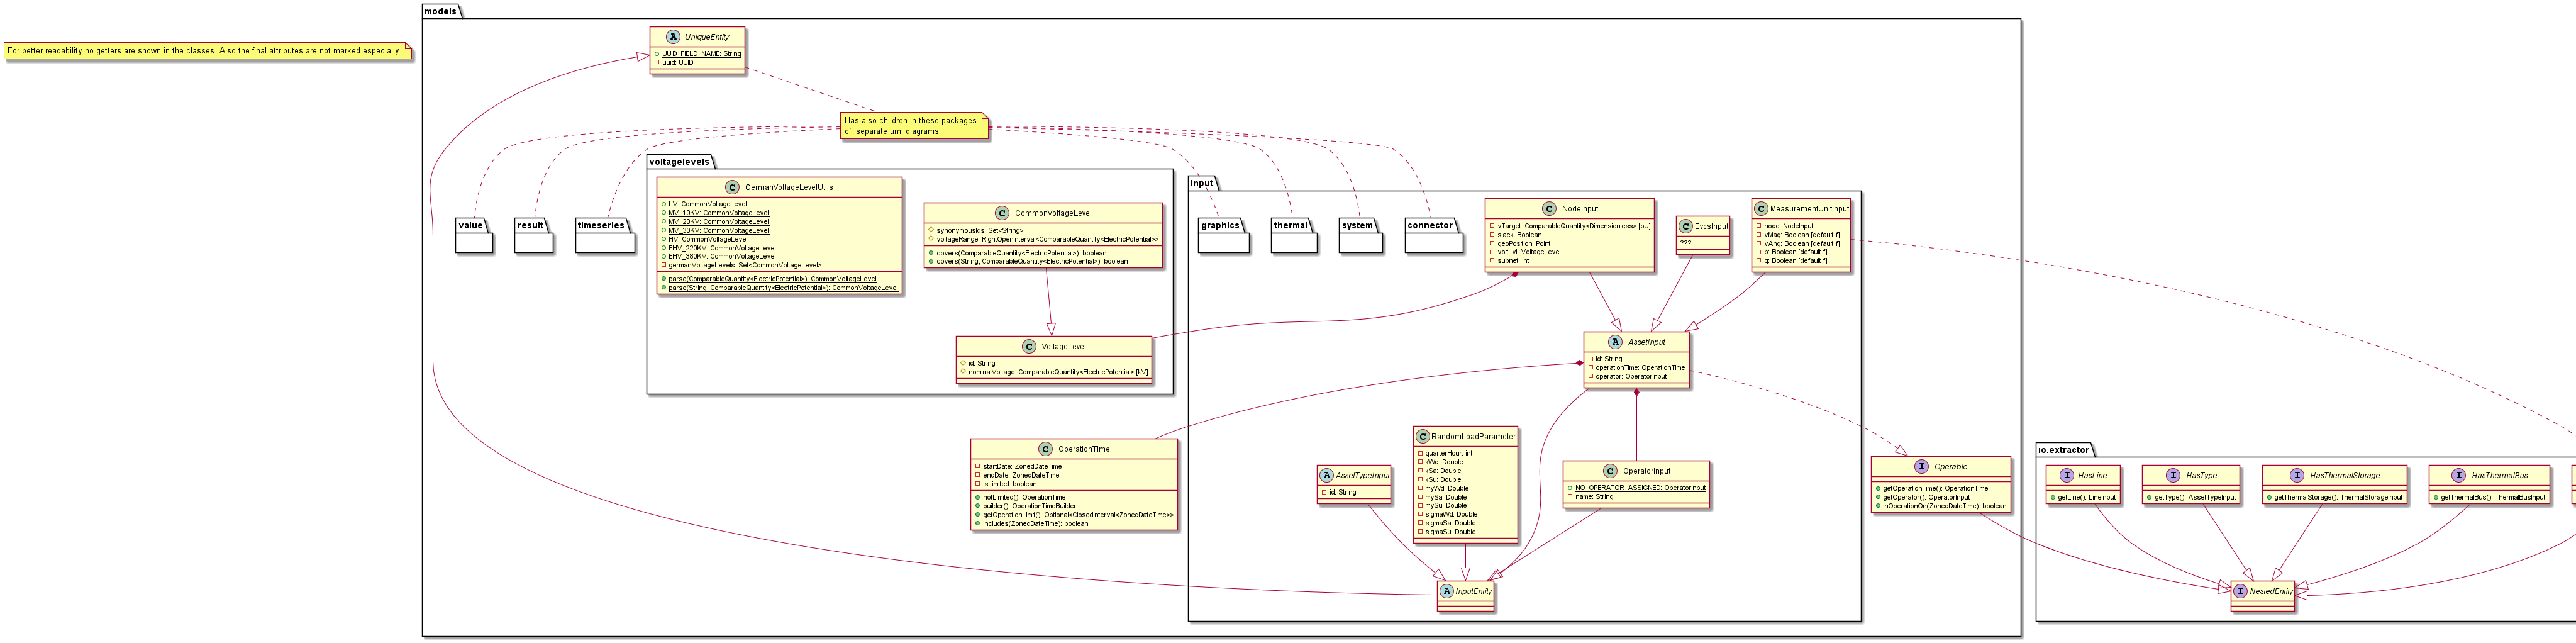 For better readability no getters are shown in the classes. Also the final attributes are not marked especially.
models
A UniqueEntity
UUID_FIELD_NAME: String
uuid: UUID
Has also children in these packages.
cf. separate uml diagrams
value
result
timeseries
voltagelevels
C GermanVoltageLevelUtils
LV: CommonVoltageLevel
MV_10KV: CommonVoltageLevel
MV_20KV: CommonVoltageLevel
MV_30KV: CommonVoltageLevel
HV: CommonVoltageLevel
EHV_220KV: CommonVoltageLevel
EHV_380KV: CommonVoltageLevel
germanVoltageLevels: Set<CommonVoltageLevel>
parse(ComparableQuantity<ElectricPotential>): CommonVoltageLevel
parse(String, ComparableQuantity<ElectricPotential>): CommonVoltageLevel
C CommonVoltageLevel
synonymousIds: Set<String>
voltageRange: RightOpenInterval<ComparableQuantity<ElectricPotential>>
covers(ComparableQuantity<ElectricPotential>): boolean
covers(String, ComparableQuantity<ElectricPotential>): boolean
C VoltageLevel
id: String
nominalVoltage: ComparableQuantity<ElectricPotential> [kV]
input
graphics
thermal
system
connector
C NodeInput
vTarget: ComparableQuantity<Dimensionless> [pU]
slack: Boolean
geoPosition: Point
voltLvl: VoltageLevel
subnet: int
C EvcsInput
???
C MeasurementUnitInput
node: NodeInput
vMag: Boolean [default f]
vAng: Boolean [default f]
p: Boolean [default f]
q: Boolean [default f]
A AssetInput
id: String
operationTime: OperationTime
operator: OperatorInput
C OperationTime
startDate: ZonedDateTime
endDate: ZonedDateTime
isLimited: boolean
notLimited(): OperationTime
builder(): OperationTimeBuilder
getOperationLimit(): Optional<ClosedInterval<ZonedDateTime>>
includes(ZonedDateTime): boolean
A AssetTypeInput
id: String
C RandomLoadParameter
quarterHour: int
kWd: Double
kSa: Double
kSu: Double
myWd: Double
mySa: Double
mySu: Double
sigmaWd: Double
sigmaSa: Double
sigmaSu: Double
C OperatorInput
NO_OPERATOR_ASSIGNED: OperatorInput
name: String
A InputEntity
I Operable
getOperationTime(): OperationTime
getOperator(): OperatorInput
inOperationOn(ZonedDateTime): boolean
io.extractor
I HasLine
getLine(): LineInput
I HasType
getType(): AssetTypeInput
I HasThermalStorage
getThermalStorage(): ThermalStorageInput
I HasThermalBus
getThermalBus(): ThermalBusInput
I NestedEntity